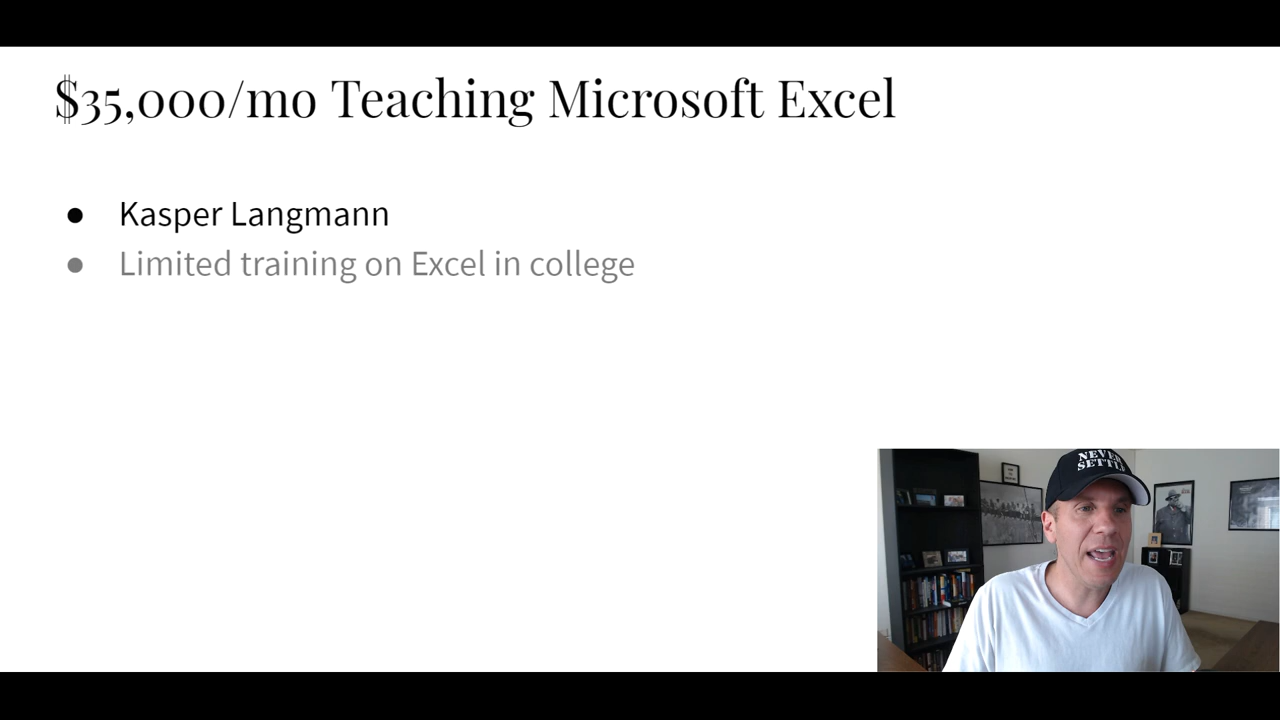 $35,000/mo Teaching Microsoft Excel
● Kasper Langmann
● Limited training on Excel in college
NEVER
SETTLE